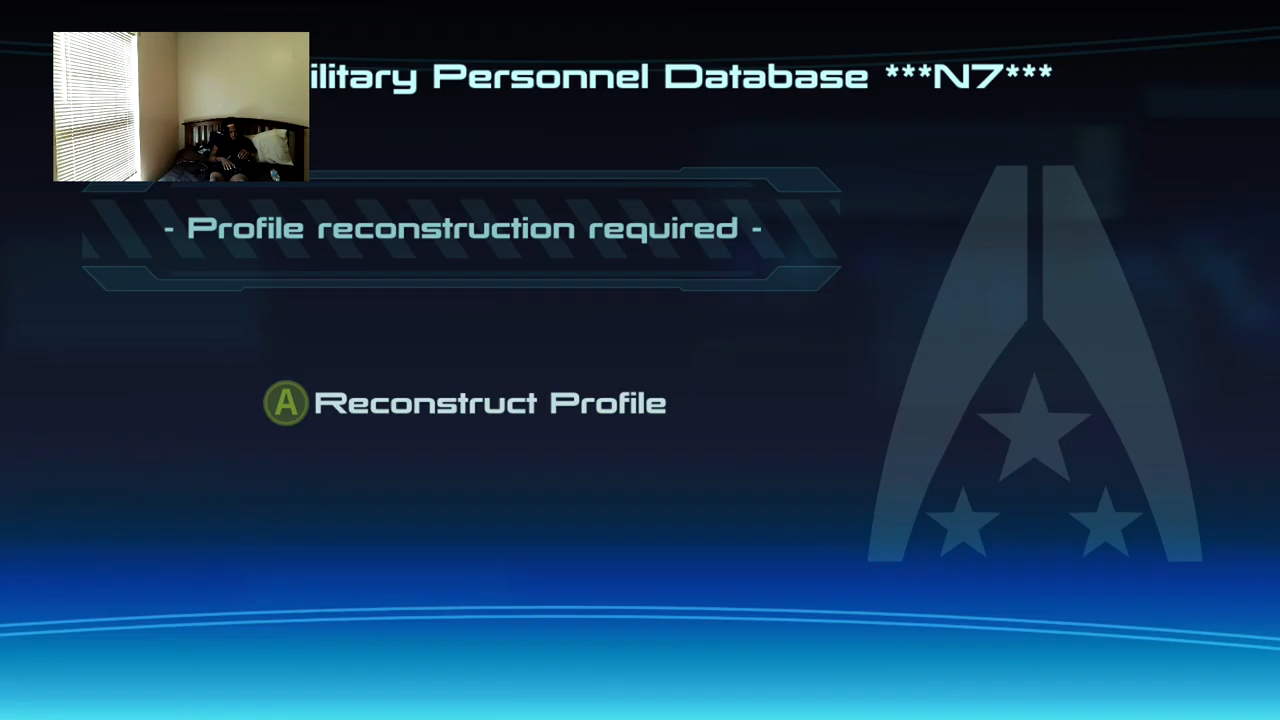 ilitary Personnel Database ***N7***
- Profile reconstruction required -
A Reconstruct Profile